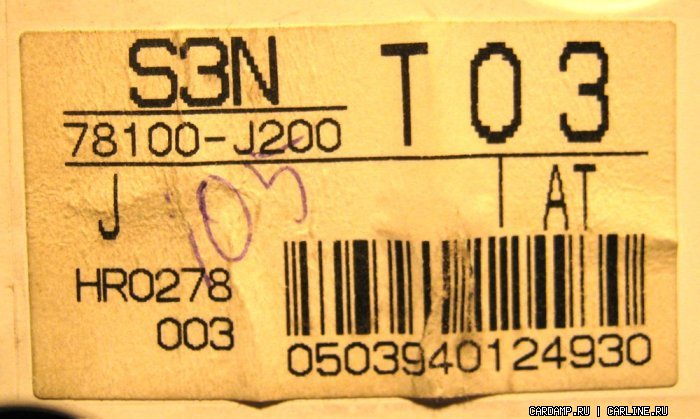 S3N T03
78100-J200
J AT
105
HR0278
003
0503940124930
CARDAMP.RU | CARLINE.RU